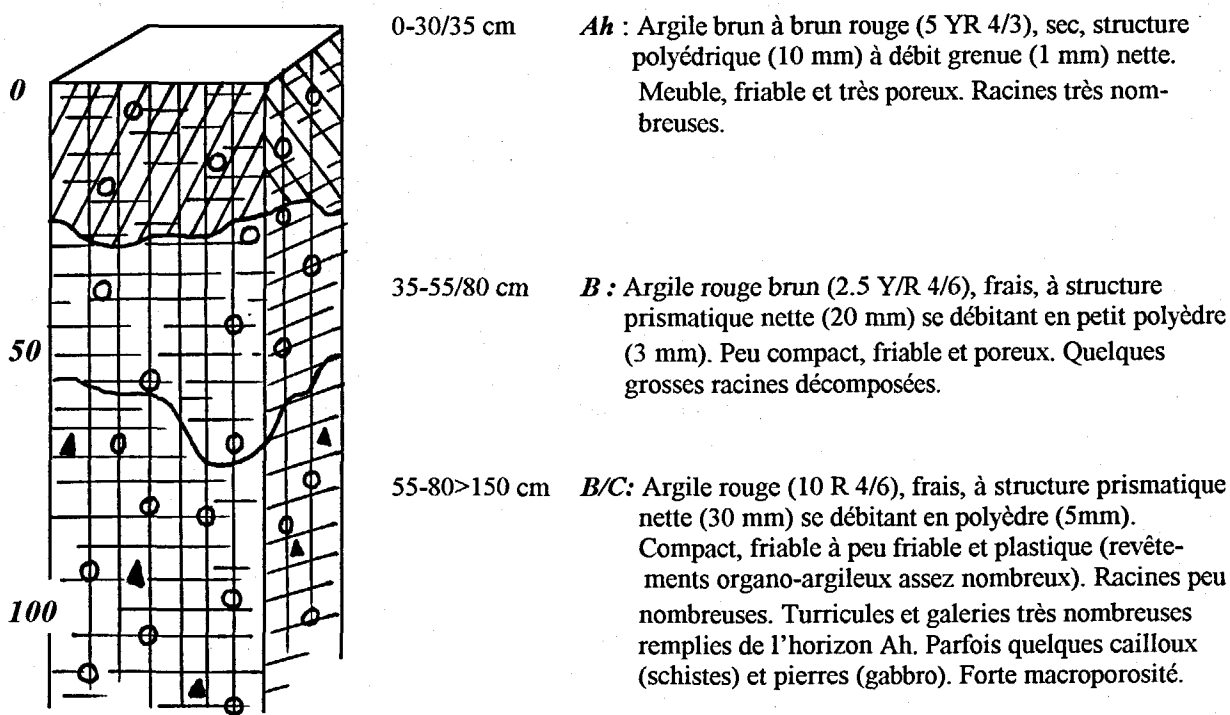 0-30/35 cm Ah : Argile brun à brun rouge (5 YR 4/3), sec, structure
polyédrique (10 mm) à débit grenue (1 mm) nette.
Meuble, friable et très poreux. Racines très nom-
breuses.
0
35-55/80 cm B : Argile rouge brun (2.5 Y/R 4/6), frais, à structure
prismatique nette (20 mm) se débitant en petit polyèdre
(3 mm). Peu compact, friable et poreux. Quelques
grosses racines décomposées.
50
55-80>150 cm B/C: Argile rouge (10 R 4/6), frais, à structure prismatique
nette (30 mm) se débitant en polyèdre (5mm).
Compact, friable à peu friable et plastique (revête-
ments organo-argileux assez nombreux). Racines peu
nombreuses. Turricules et galeries très nombreuses
remplies de l'horizon Ah. Parfois quelques cailloux
(schistes) et pierres (gabbro). Forte macroporosité.
100